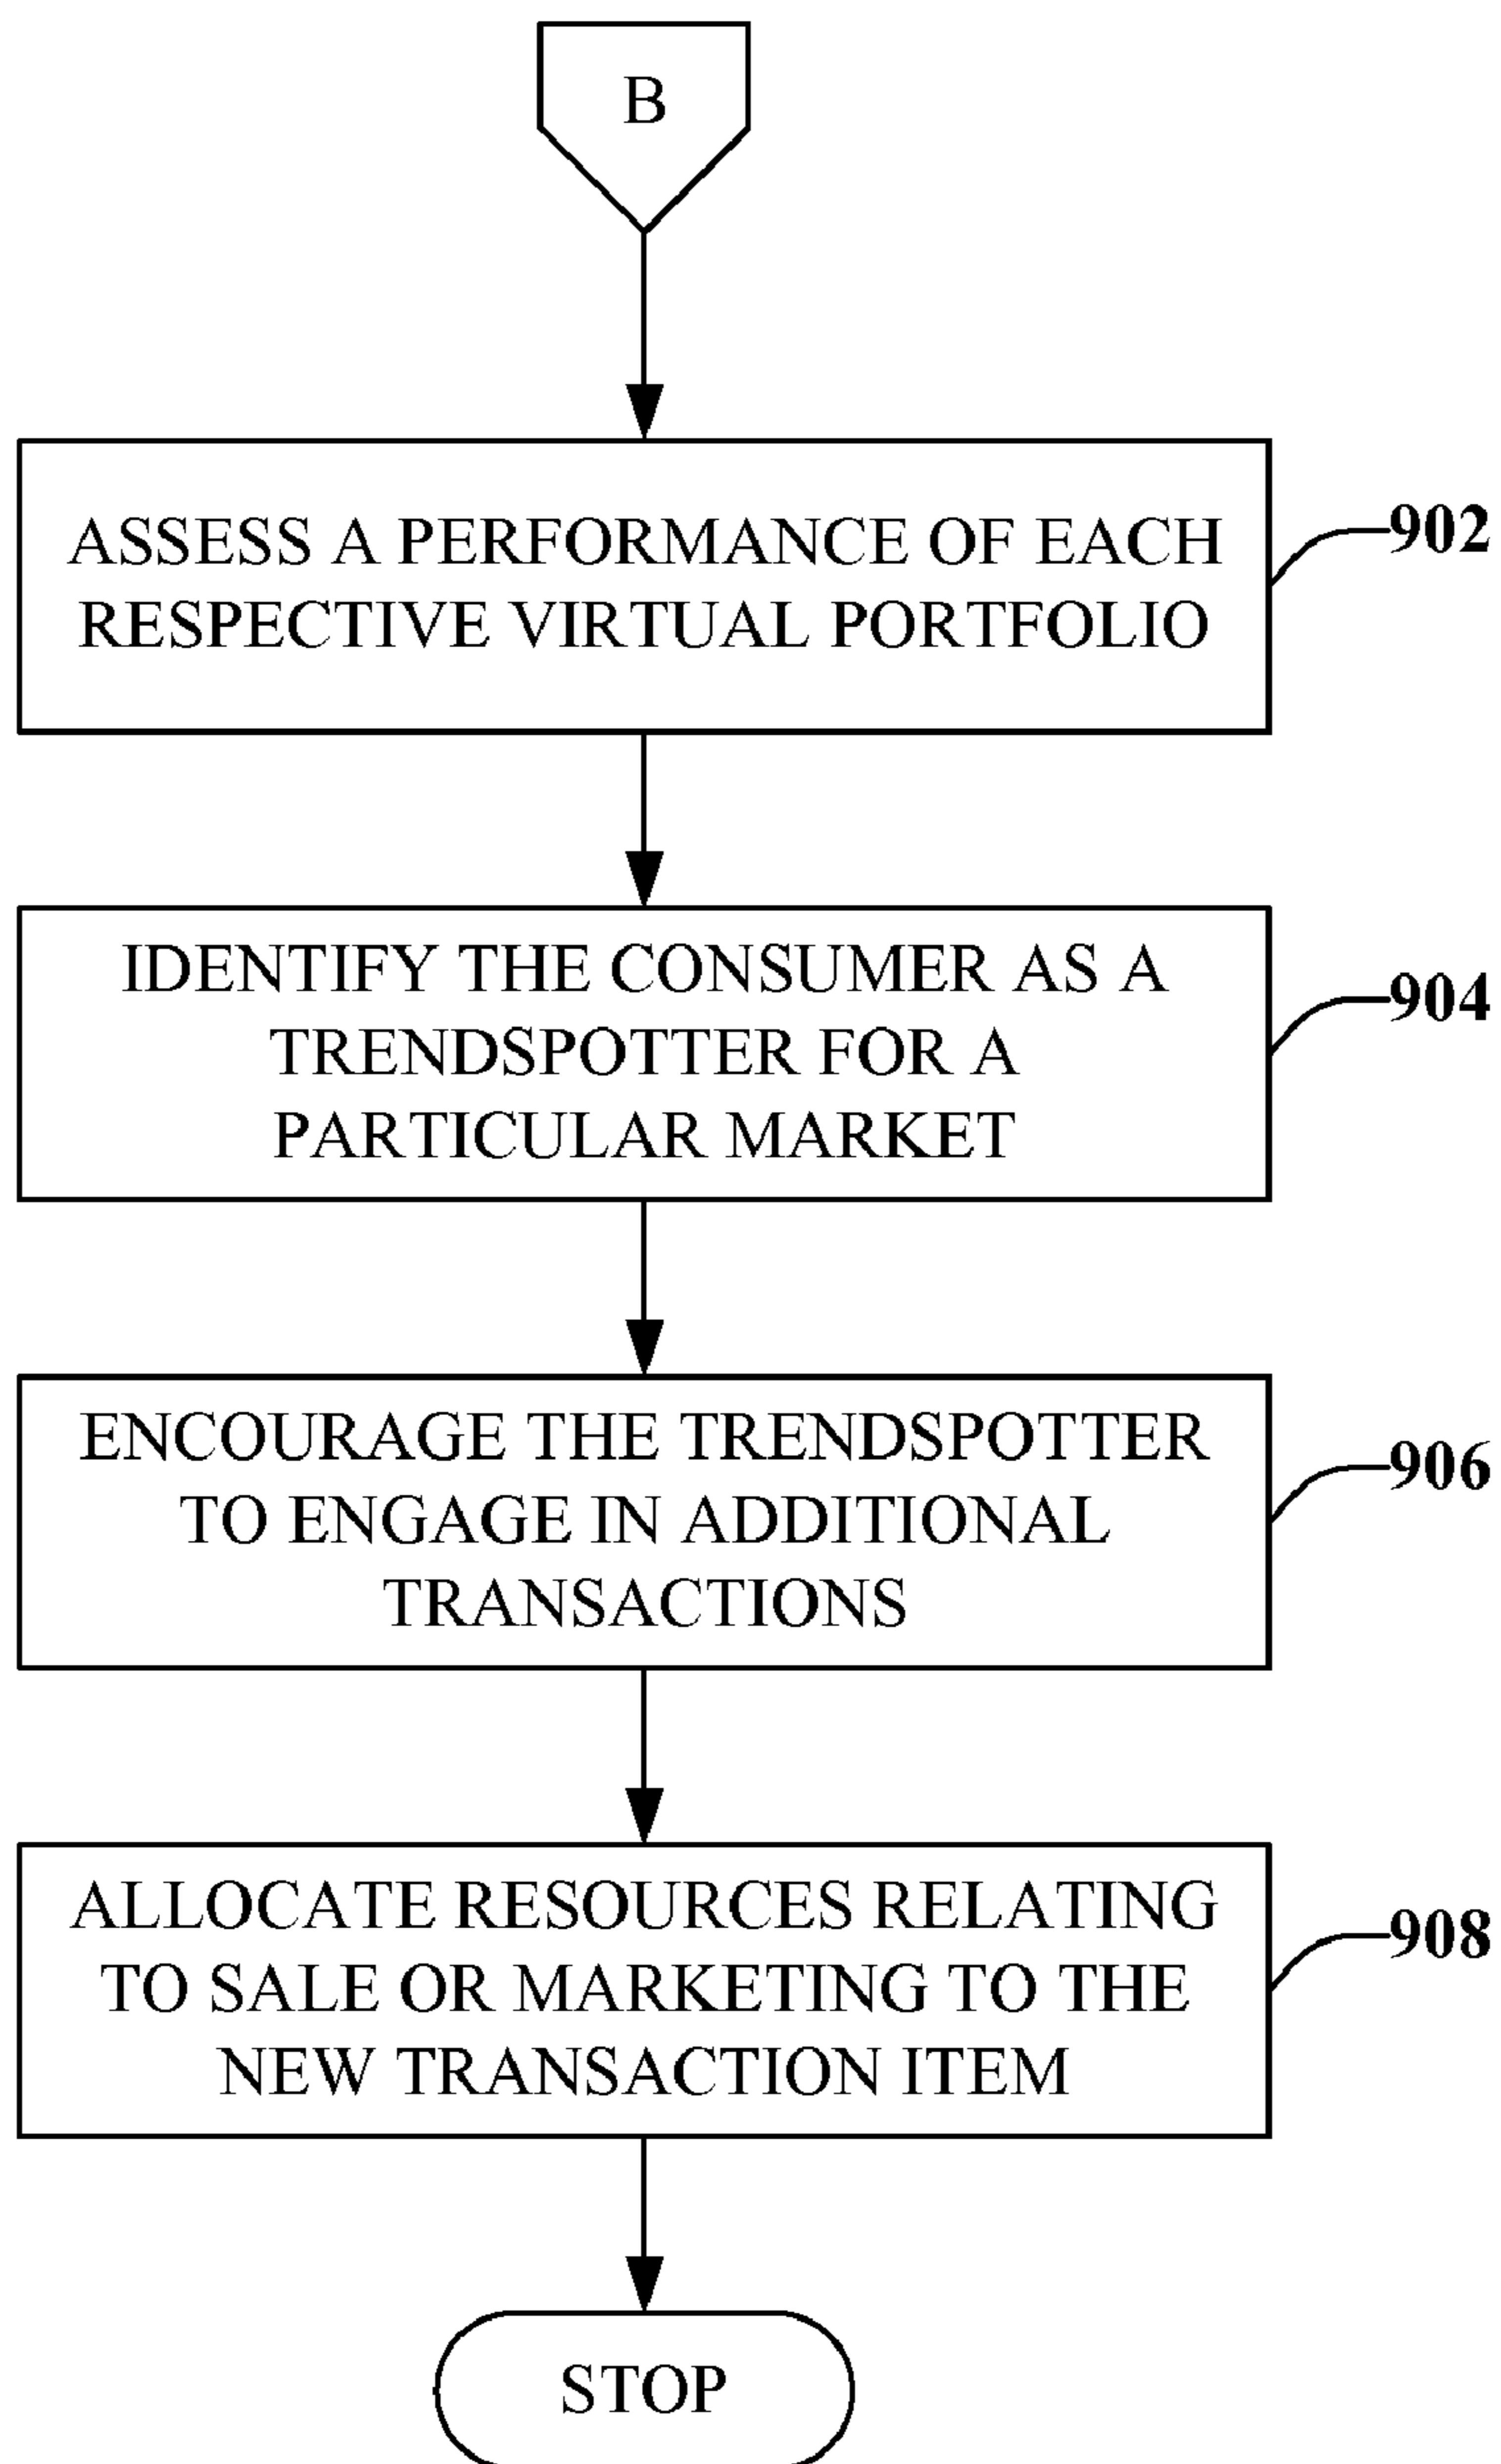 B
ASSESS A PERFORMANCE OF EACH
RESPECTIVE VIRTUAL PORTFOLIO
902
IDENTIFY THE CONSUMER AS A
TRENDSPOTTER FOR A
PARTICULAR MARKET
904
ENCOURAGE THE TRENDSPOTTER
TO ENGAGE IN ADDITIONAL
TRANSACTIONS
906
ALLOCATE RESOURCES RELATING
TO SALE OR MARKETING TO THE
NEW TRANSACTION ITEM
908
STOP